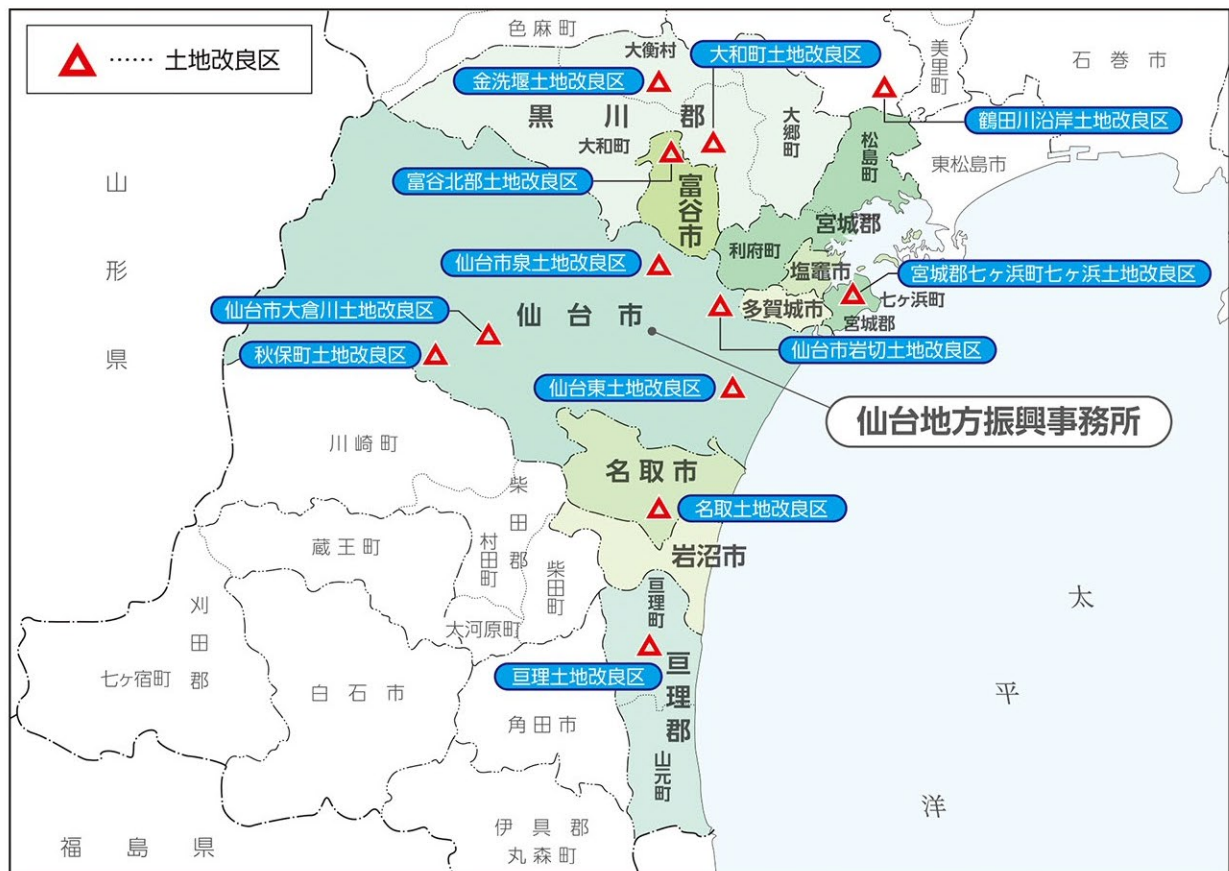 色麻町
大衡村
大和町土地改良区
美里町
石巻市
…… 土地改良区
金洗堰土地改良区
鶴田川沿岸土地改良区
黒川郡
大郷町
大和町
松島町
東松島市
山形県
富谷北部土地改良区
富谷市
宮城郡
利府町
仙台市泉土地改良区
塩竈市
宮城郡七ヶ浜町七ヶ浜土地改良区
仙台市大倉川土地改良区
仙台市
多賀城市
七ヶ浜町
宮城郡
秋保町土地改良区
仙台市岩切土地改良区
仙台東土地改良区
仙台地方振興事務所
川崎町
名取市
柴田郡
名取土地改良区
蔵王町
村田町
柴田町
岩沼市
亘理町
太平洋
刈田郡
大河原町
七ヶ宿町
白石市
亘理土地改良区
亘理郡
角田市
山元町
福島県
伊具郡
丸森町